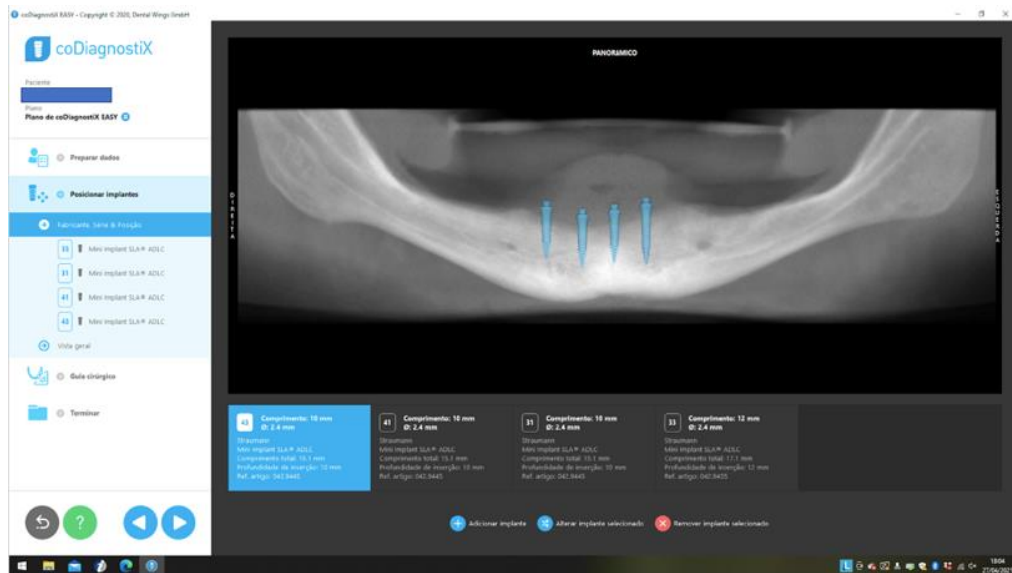 coDiagnostiX EASY - Copyright © 2020, Dental Wings GmbH
coDiagnostiX
Paciente
Plano
Plano de coDiagnostiX EASY
Preparar dados
Posicionar implantes
Fabricante, Série & Posição
33 Mini Implant SLA® ADLC
31 Mini Implant SLA® ADLC
41 Mini Implant SLA® ADLC
43 Mini Implant SLA® ADLC
Vista geral
Guia cirúrgico
Terminar
PANORâMICO
DIREITA
ESQUERDA
43 Comprimento: 10 mm
Ø: 2.4 mm
Straumann
Mini Implant SLA® ADLC
Comprimento total: 15.1 mm
Profundidade de inserção: 10 mm
Ref. artigo: 042.944S
41 Comprimento: 10 mm
Ø: 2.4 mm
Straumann
Mini Implant SLA® ADLC
Comprimento total: 15.1 mm
Profundidade de inserção: 10 mm
Ref. artigo: 042.944S
31 Comprimento: 10 mm
Ø: 2.4 mm
Straumann
Mini Implant SLA® ADLC
Comprimento total: 15.1 mm
Profundidade de inserção: 10 mm
Ref. artigo: 042.944S
33 Comprimento: 12 mm
Ø: 2.4 mm
Straumann
Mini Implant SLA® ADLC
Comprimento total: 17.1 mm
Profundidade de inserção: 12 mm
Ref. artigo: 042.945S
Adicionar implante
Alterar implante selecionado
Remover implante selecionado
18:04